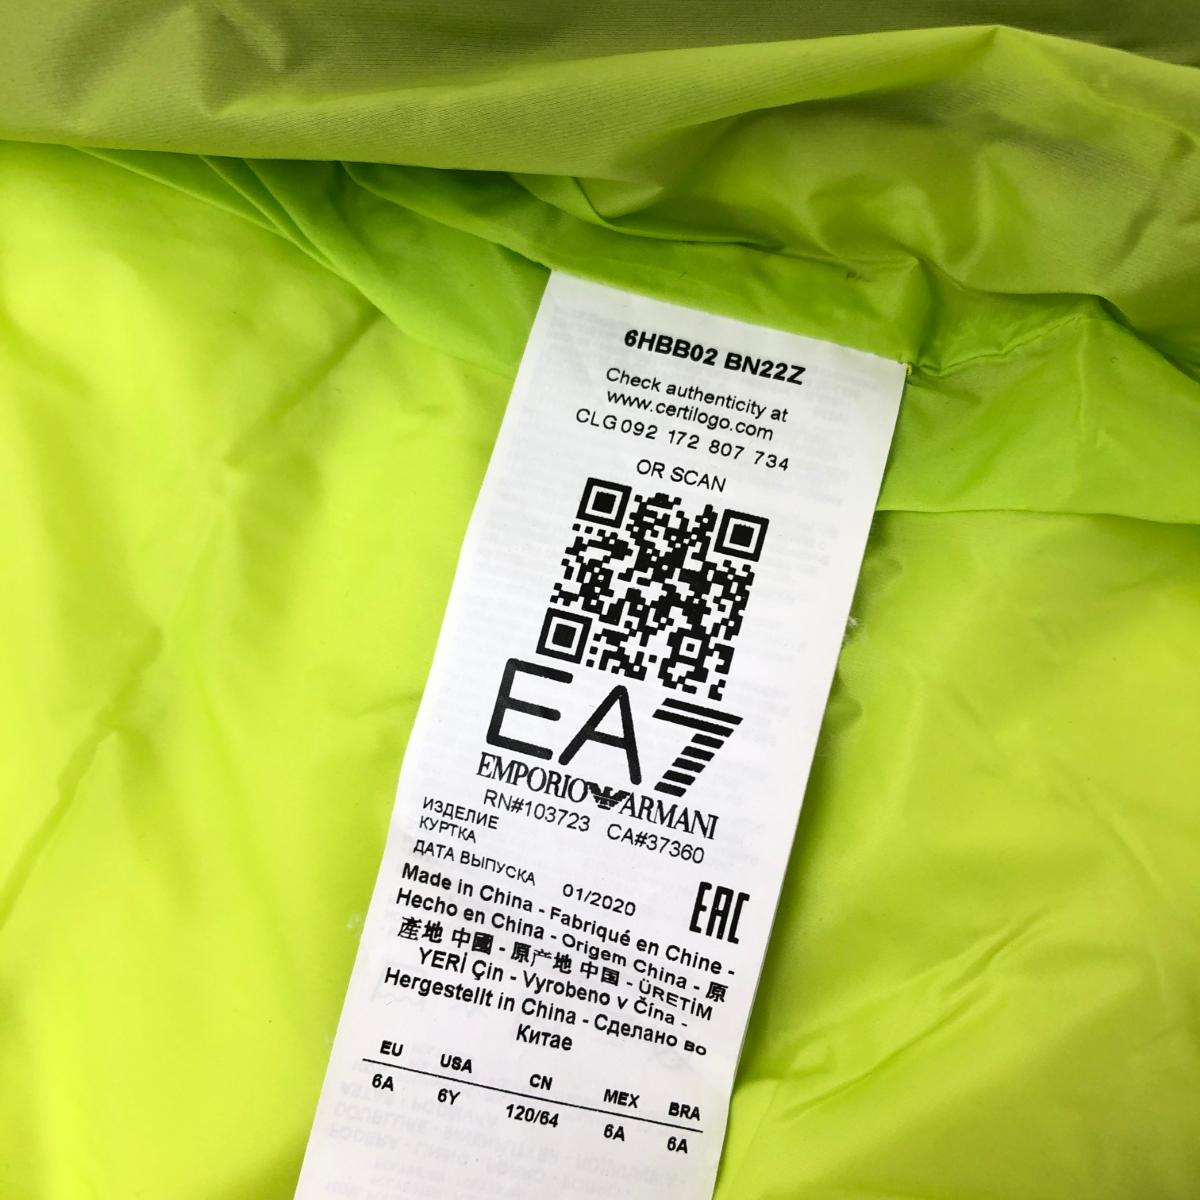 6HBB02 BN22Z
Check authenticity at
www.certilogo.com
CLG092 172 807 734
OR SCAN
EA7
EMPORIO ARMANI
RN#103723 CA#37360
ИЗДЕЛИЕ
КУРТКА
ДАТА ВЫПУСКА 01/2020
EAC
Made in China - Fabriqué en Chine -
Hecho en China - Origem China - 原
產地 中國 - 原产地 中国 - ÜRETİM
YERİ Çin - Vyrobeno v Čína -
Hergestellt in China - Сделано во
Китае
EU USA CN MEX BRA
6A 6Y 120/64 6A 6A